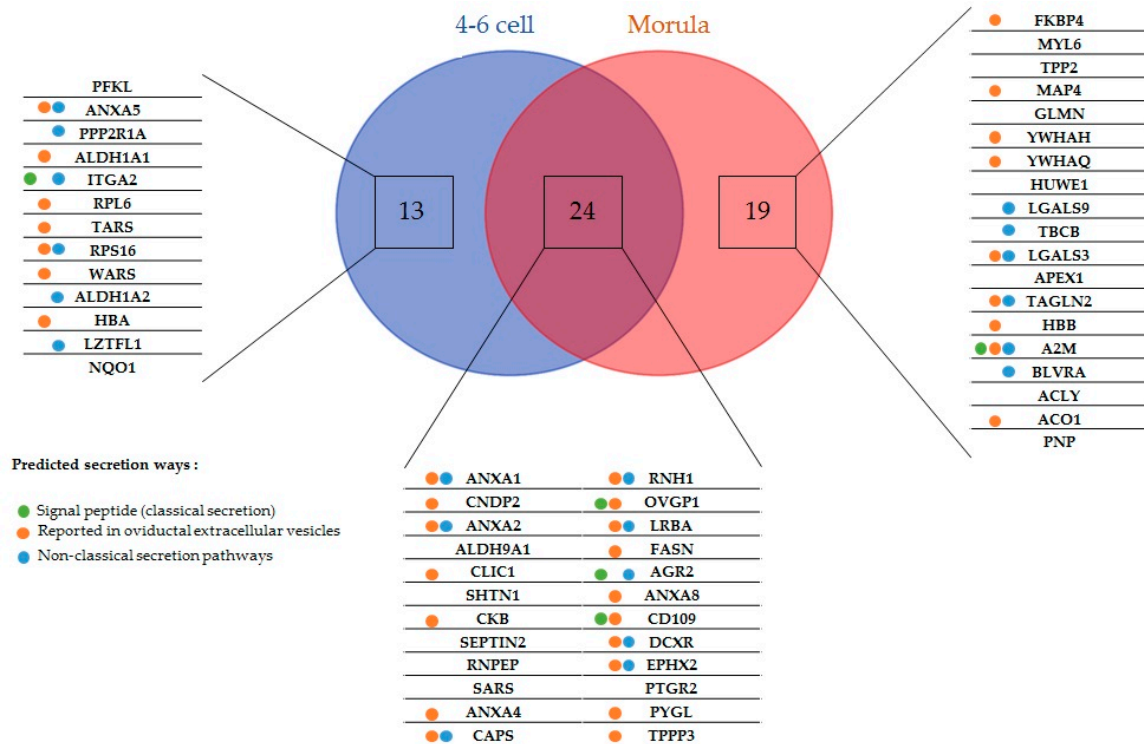 4-6 cell
Morula
PFKL
ANXA5
PPP2R1A
ALDH1A1
ITGA2
RPL6
TARS
RPS16
WARS
ALDH1A2
HBA
LZTFL1
NQO1
13
24
19
FKBP4
MYL6
TPP2
MAP4
GLMN
YWHAH
YWHAQ
HUWE1
LGALS9
TBCB
LGALS3
APEX1
TAGLN2
HBB
A2M
BLVRA
ACLY
ACO1
PNP
Predicted secretion ways :
Signal peptide (classical secretion)
Reported in oviductal extracellular vesicles
Non-classical secretion pathways
ANXA1
CNDP2
ANXA2
ALDH9A1
CLIC1
SHTN1
CKB
SEPTIN2
RNPEP
SARS
ANXA4
CAPS
RNH1
OVGP1
LRBA
FASN
AGR2
ANXA8
CD109
DCXR
EPHX2
PTGR2
PYGL
TPPP3